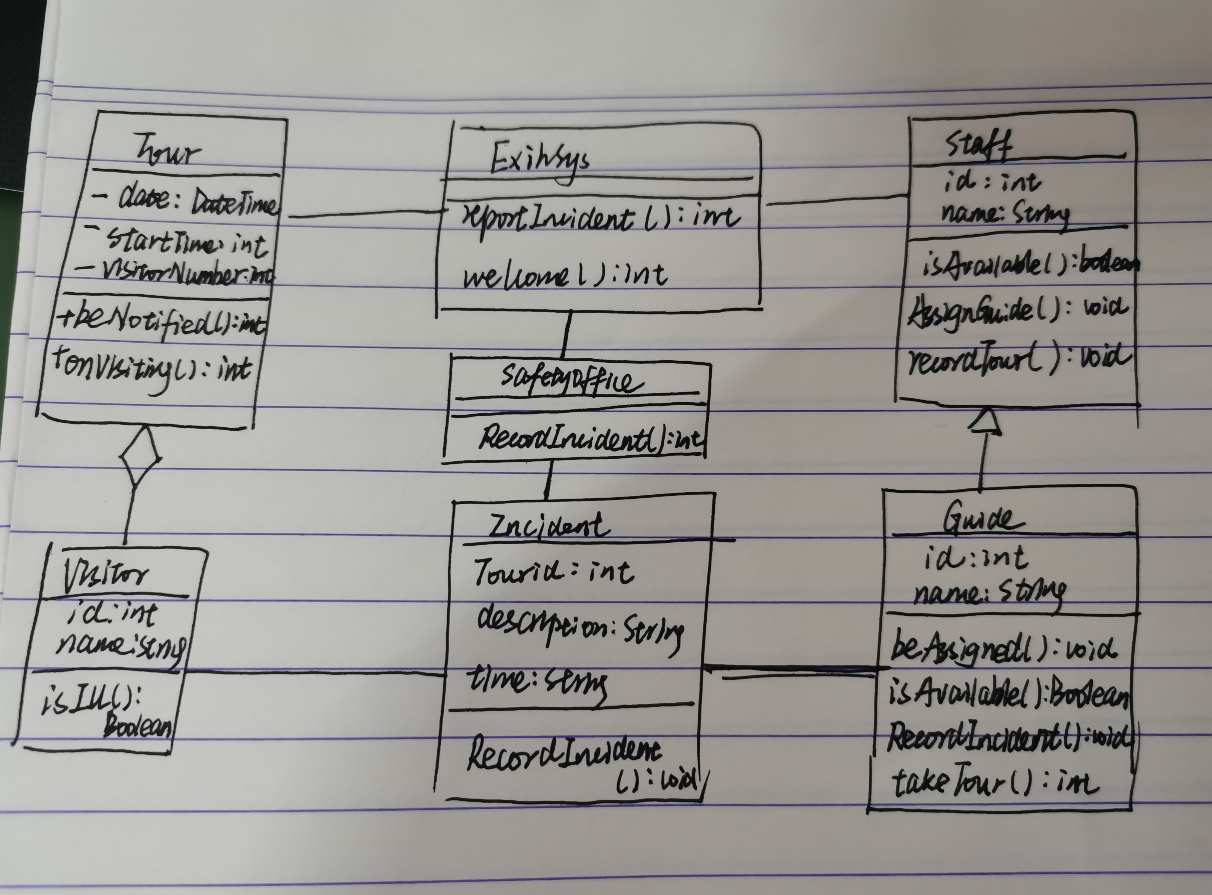 Tour
- date: DateTime
- startTime: int
- VisitorNumber: int
+beNotified(): int
+onVisiting(): int
ExihSys
reportIncident(): int
welcome(): int
Staff
id: int
name: String
isAvailable(): boolean
AssignGuide(): void
recordTour(): void
SafetyOffice
RecordIncident(): int
Visitor
id: int
name: string
isIll():
Boolean
Incident
Tourid: int
description: String
time: String
RecordIncident
(): void
Guide
id: int
name: String
beAssigned(): void
isAvailable(): Boolean
RecordIncident(): void
takeTour(): int